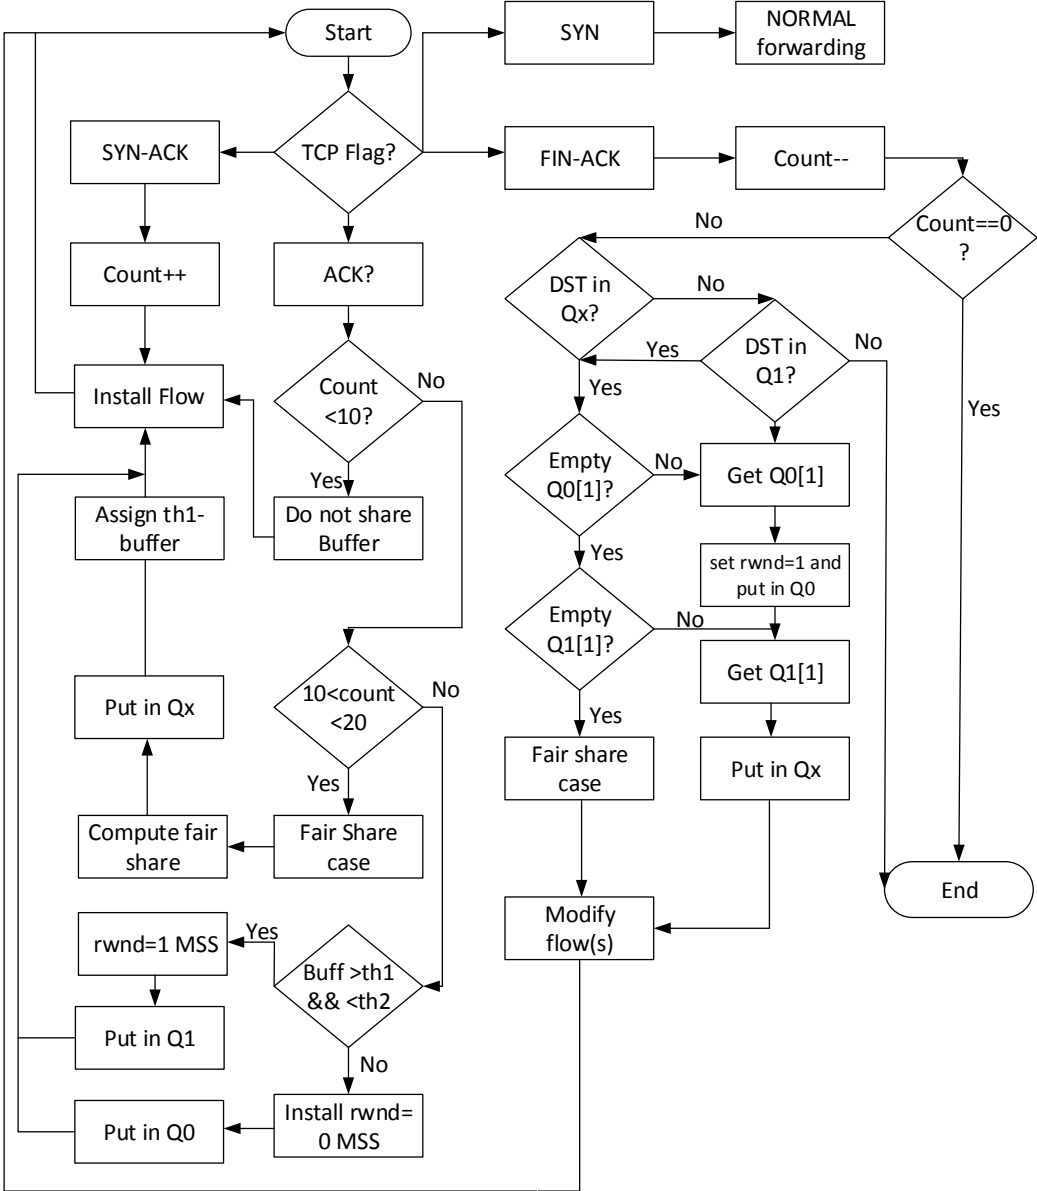 Start
SYN
NORMAL
forwarding
SYN-ACK
TCP Flag?
FIN-ACK
Count--
Count==0
?
No
Yes
Count++
ACK?
DST in
Qx?
No
DST in
Q1?
Yes
No
Yes
Install Flow
Count
<10?
No
Yes
Empty
Q0[1]?
No
Get Q0[1]
Assign th1-
buffer
Do not share
Buffer
Yes
set rwnd=1 and
put in Q0
Empty
Q1[1]?
No
Get Q1[1]
Yes
Put in Qx
10<count
<20
No
Yes
Fair share
case
Put in Qx
Compute fair
share
Fair Share
case
Modify
flow(s)
End
rwnd=1 MSS
Yes
Buff >th1
&& <th2
Put in Q1
No
Put in Q0
Install rwnd=
0 MSS